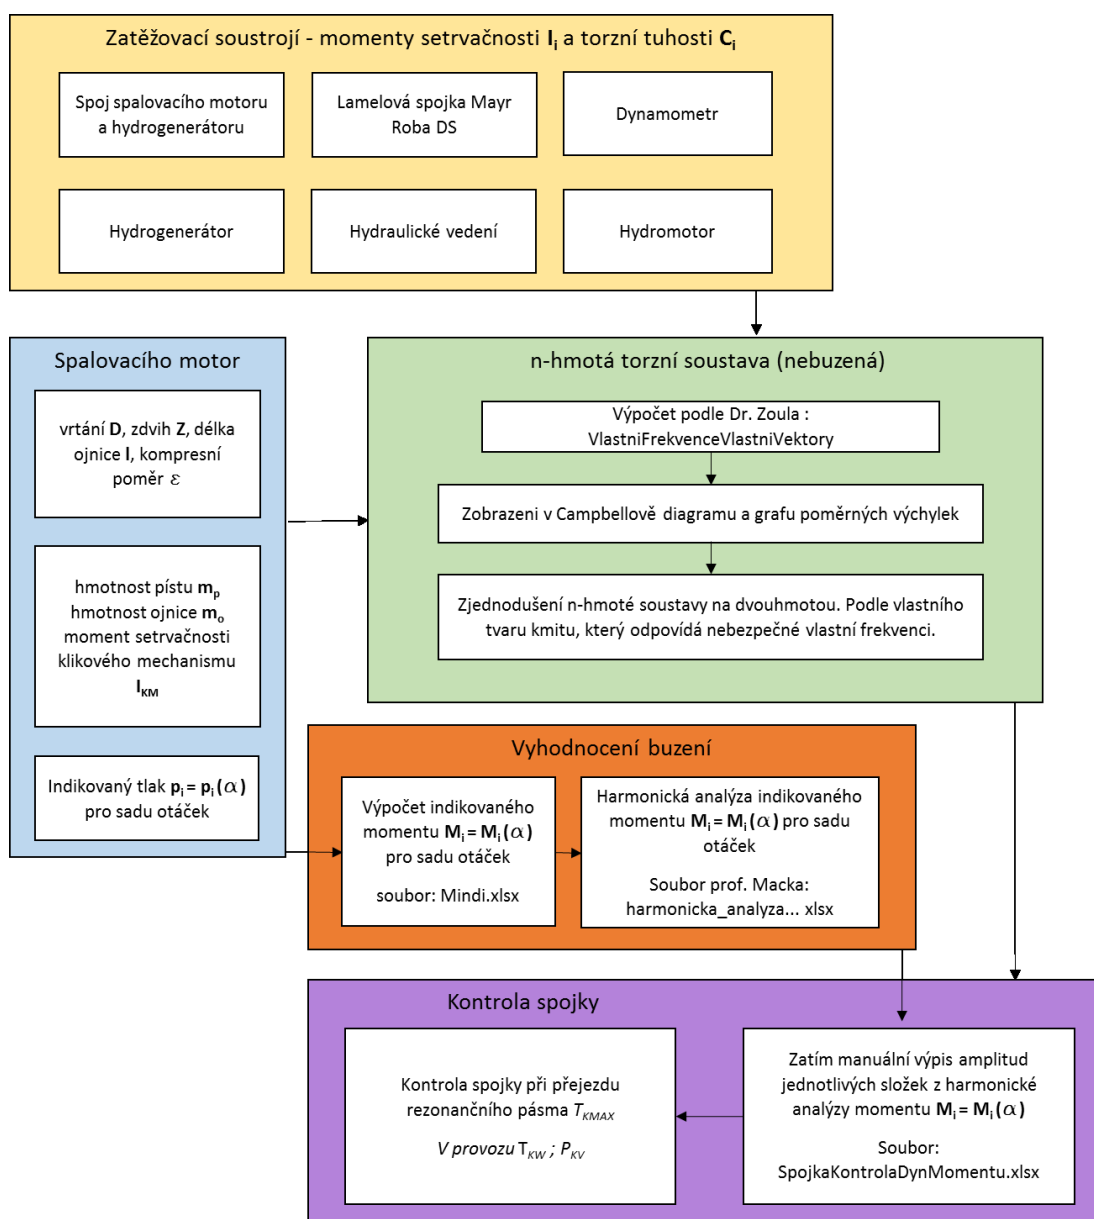 Zatěžovací soustrojí - momenty setrvačnosti Ii a torzní tuhosti Ci
Spoj spalovacího motoru
a hydrogenerátoru
Lamelová spojka Mayr
Roba DS
Dynamometr
Hydrogenerátor
Hydraulické vedení
Hydromotor
Spalovacího motor
vrtání D, zdvih Z, délka
ojnice l, kompresní
poměr ε
hmotnost pístu mp
hmotnost ojnice mo
moment setrvačnosti
klikového mechanismu
IKM
Indikovaný tlak pi = pi(α)
pro sadu otáček
n-hmotá torzní soustava (nebuzená)
Výpočet podle Dr. Zoula :
VlastniFrekvenceVlastniVektory
Zobrazeni v Campbellově diagramu a grafu poměrných výchylek
Zjednodušení n-hmoté soustavy na dvouhmotou. Podle vlastního
tvaru kmitu, který odpovídá nebezpečné vlastní frekvenci.
Vyhodnocení buzení
Výpočet indikovaného
momentu Mi = Mi(α)
pro sadu otáček
soubor: Mindi.xlsx
Harmonická analýza indikovaného
momentu Mi = Mi(α) pro sadu
otáček
Soubor prof. Macka:
harmonicka_analyza... xlsx
Kontrola spojky
Kontrola spojky při přejezdu
rezonančního pásma TKMAX
V provozu TKW ; PKV
Zatím manuální výpis amplitud
jednotlivých složek z harmonické
analýzy momentu Mi = Mi(α)
Soubor:
SpojkaKontrolaDynMomentu.xlsx